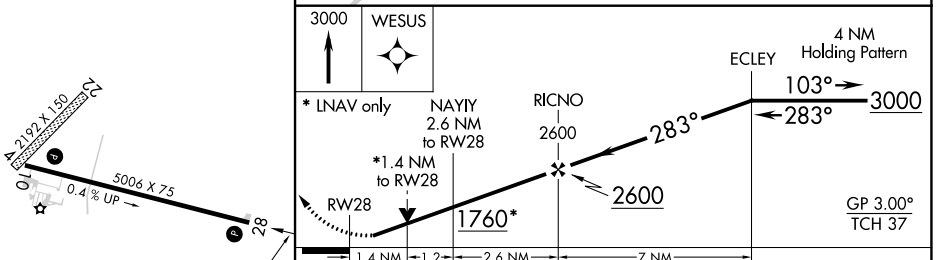 22
2192 X 150
4
P
10
5006 X 75
0.4 % UP
P
28
3000
WESUS
* LNAV only
NAYIY
2.6 NM
to RW28
*1.4 NM
to RW28
RW28
1760*
RICNO
2600
2600
283°
ECLEY
4 NM
Holding Pattern
103°
283°
3000
GP 3.00°
TCH 37
1.4 NM
1.2
2.6 NM
7 NM